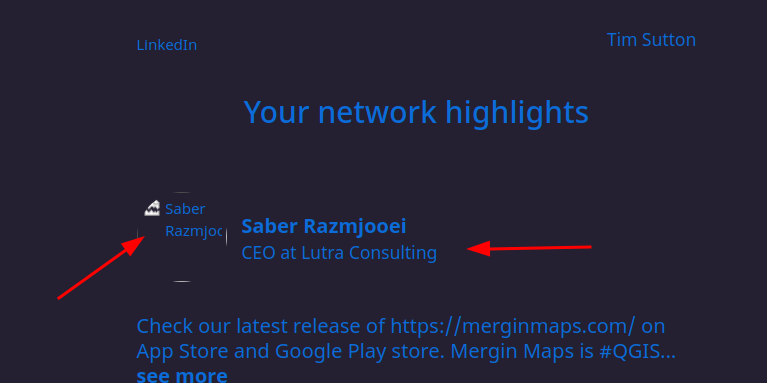 LinkedIn
Tim Sutton
Your network highlights
Saber
Saber Razmjooei
CEO at Lutra Consulting
Check our latest release of https://merginmaps.com/ on
App Store and Google Play store. Mergin Maps is #QGIS...
see more